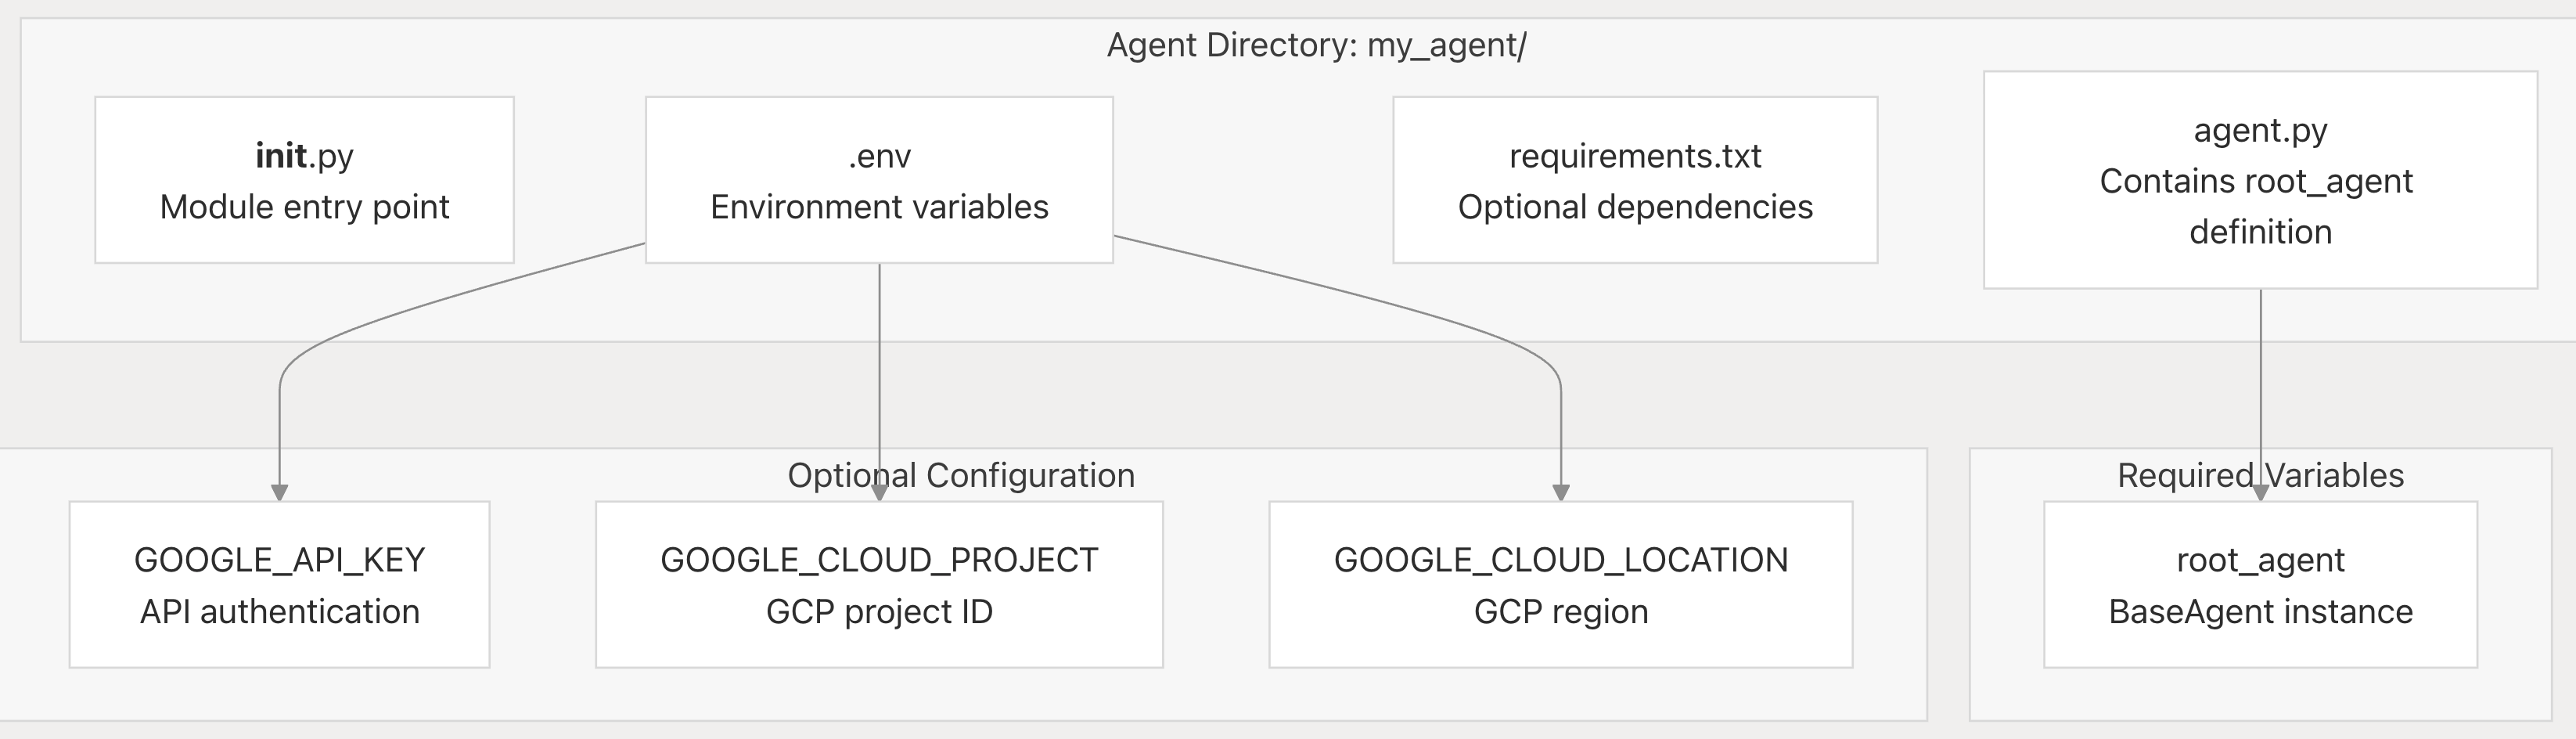 Agent Directory: my_agent/
init.py
Module entry point
.env
Environment variables
requirements.txt
Optional dependencies
agent.py
Contains root_agent
definition
Optional Configuration
GOOGLE_API_KEY
API authentication
GOOGLE_CLOUD_PROJECT
GCP project ID
GOOGLE_CLOUD_LOCATION
GCP region
Required Variables
root_agent
BaseAgent instance